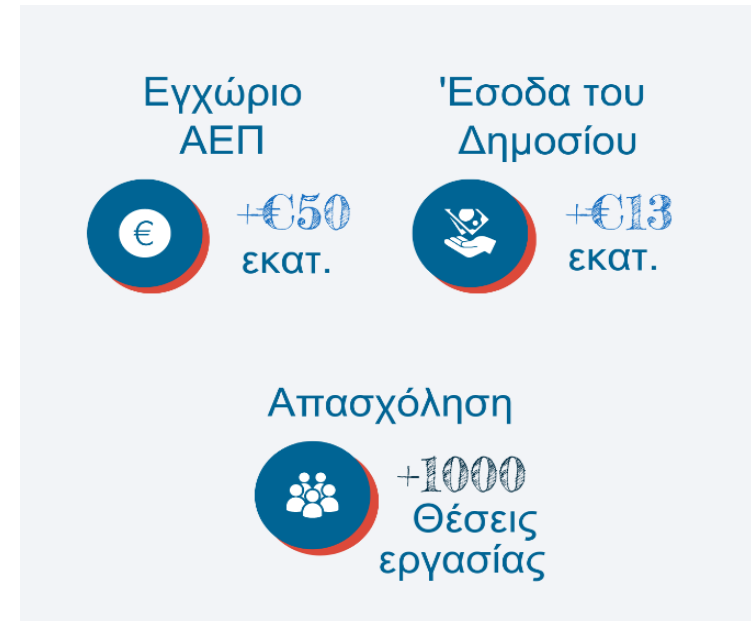 Εγχώριο
ΑΕΠ
+€50
εκατ.
'Εσοδα του
Δημοσίου
+€13
εκατ.
Απασχόληση
+1000
Θέσεις
εργασίας